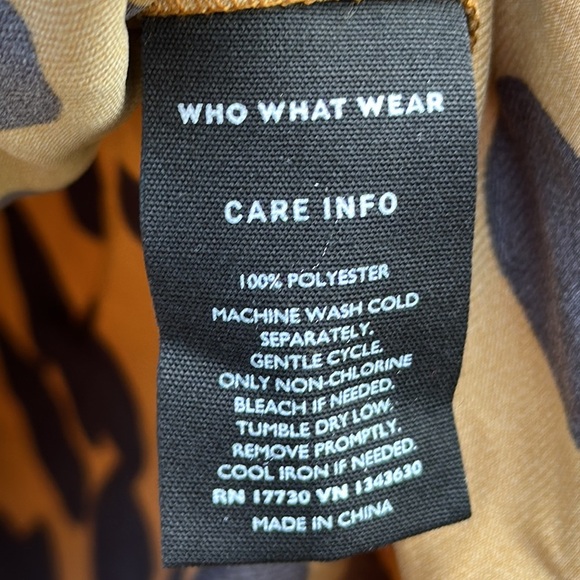 WHO WHAT WEAR
CARE INFO
100% POLYESTER
MACHINE WASH COLD
SEPARATELY.
GENTLE CYCLE.
ONLY NON-CHLORINE
BLEACH IF NEEDED.
TUMBLE DRY LOW.
REMOVE PROMPTLY.
COOL IRON IF NEEDED.
RN 17730 VN 1343630
MADE IN CHINA